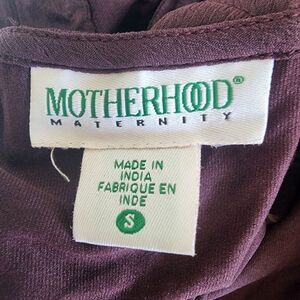 MOTHERHOOD®
MATERNITY
MADE IN
INDIA
FABRIQUE EN
INDE
S